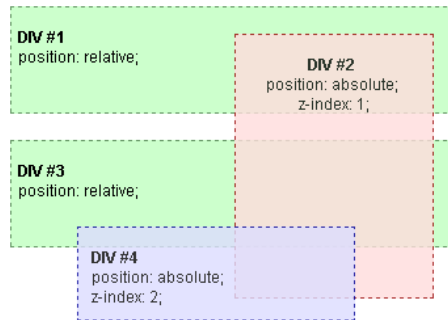 DIV #1
position: relative;
DIV #2
position: absolute;
z-index: 1;
DIV #3
position: relative;
DIV #4
position: absolute;
z-index: 2;